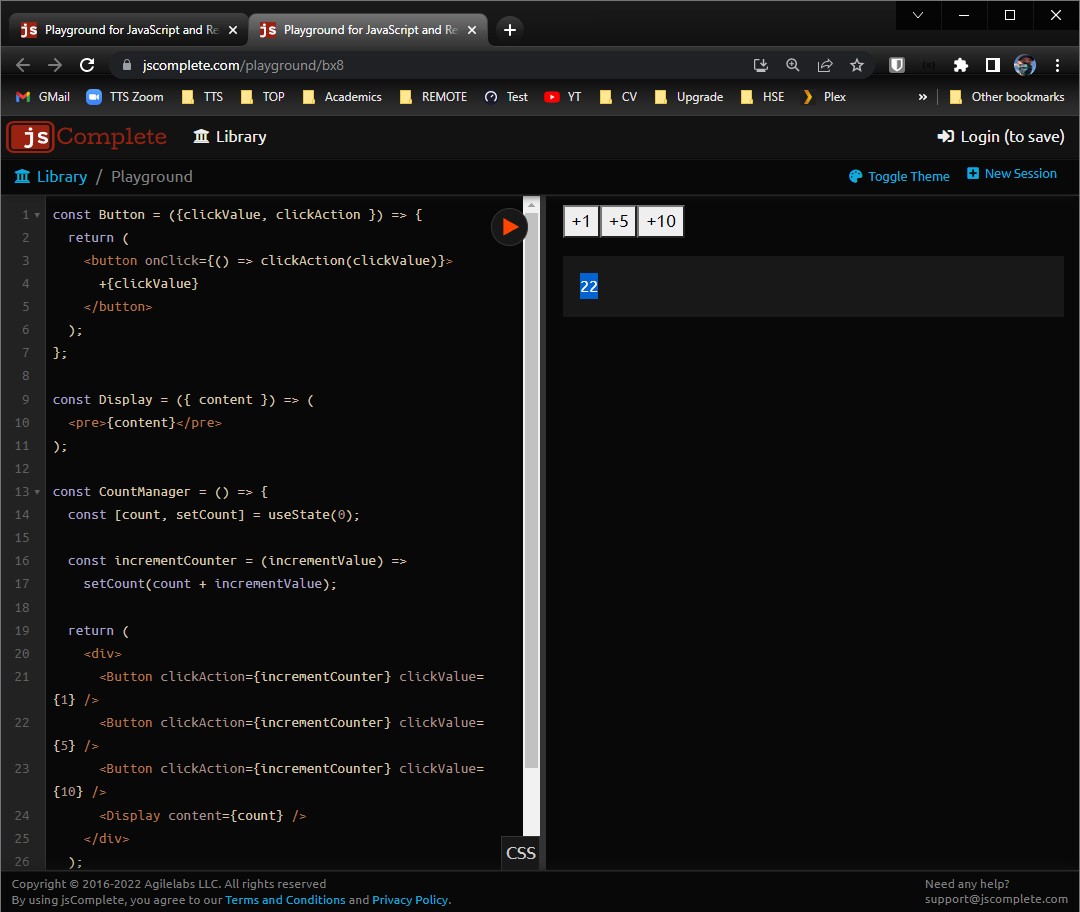 Playground for JavaScript and Re
Playground for JavaScript and Re
jscomplete.com/playground/bx8
GMail
TTS Zoom
TTS
TOP
Academics
REMOTE
Test
YT
CV
Upgrade
HSE
Plex
»
Other bookmarks
jsComplete
Library
Login (to save)
Library / Playground
Toggle Theme
New Session
1 const Button = ({clickValue, clickAction }) => {
2 return (
3 <button onClick={() => clickAction(clickValue)}>
4 +{clickValue}
5 </button>
6 );
7 };
8
9 const Display = ({ content }) => (
10 <pre>{content}</pre>
11 );
12
13 const CountManager = () => {
14 const [count, setCount] = useState(0);
15
16 const incrementCounter = (incrementValue) =>
17 setCount(count + incrementValue);
18
19 return (
20 <div>
21 <Button clickAction={incrementCounter} clickValue=
{1} />
22 <Button clickAction={incrementCounter} clickValue=
{5} />
23 <Button clickAction={incrementCounter} clickValue=
{10} />
24 <Display content={count} />
25 </div>
26 );
CSS
+1 +5 +10
22
Copyright © 2016-2022 Agilelabs LLC. All rights reserved
By using jsComplete, you agree to our Terms and Conditions and Privacy Policy.
Need any help?
support@jscomplete.com